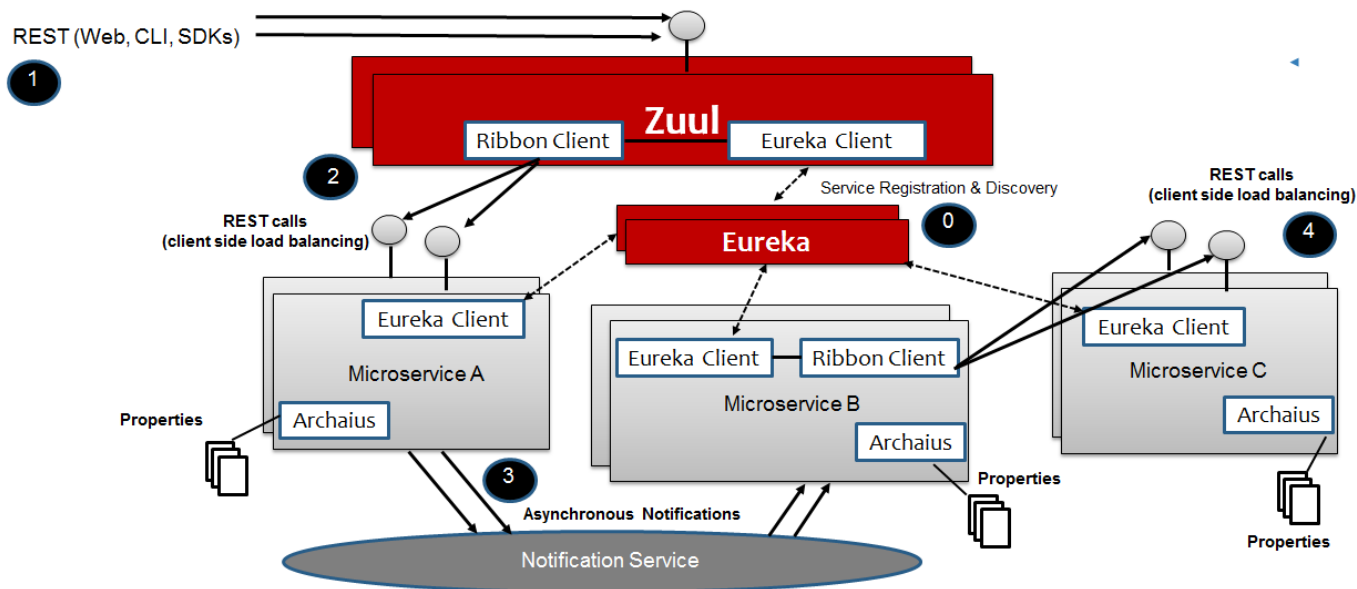 REST (Web, CLI, SDKs)
1
Zuul
Ribbon Client
Eureka Client
2
Service Registration & Discovery
0
REST calls
(client side load balancing)
4
REST calls
(client side load balancing)
Eureka
Eureka Client
Microservice A
Properties
Archaius
Eureka Client
Ribbon Client
Microservice B
Archaius
Properties
Eureka Client
Microservice C
Archaius
Properties
3
Asynchronous Notifications
Notification Service